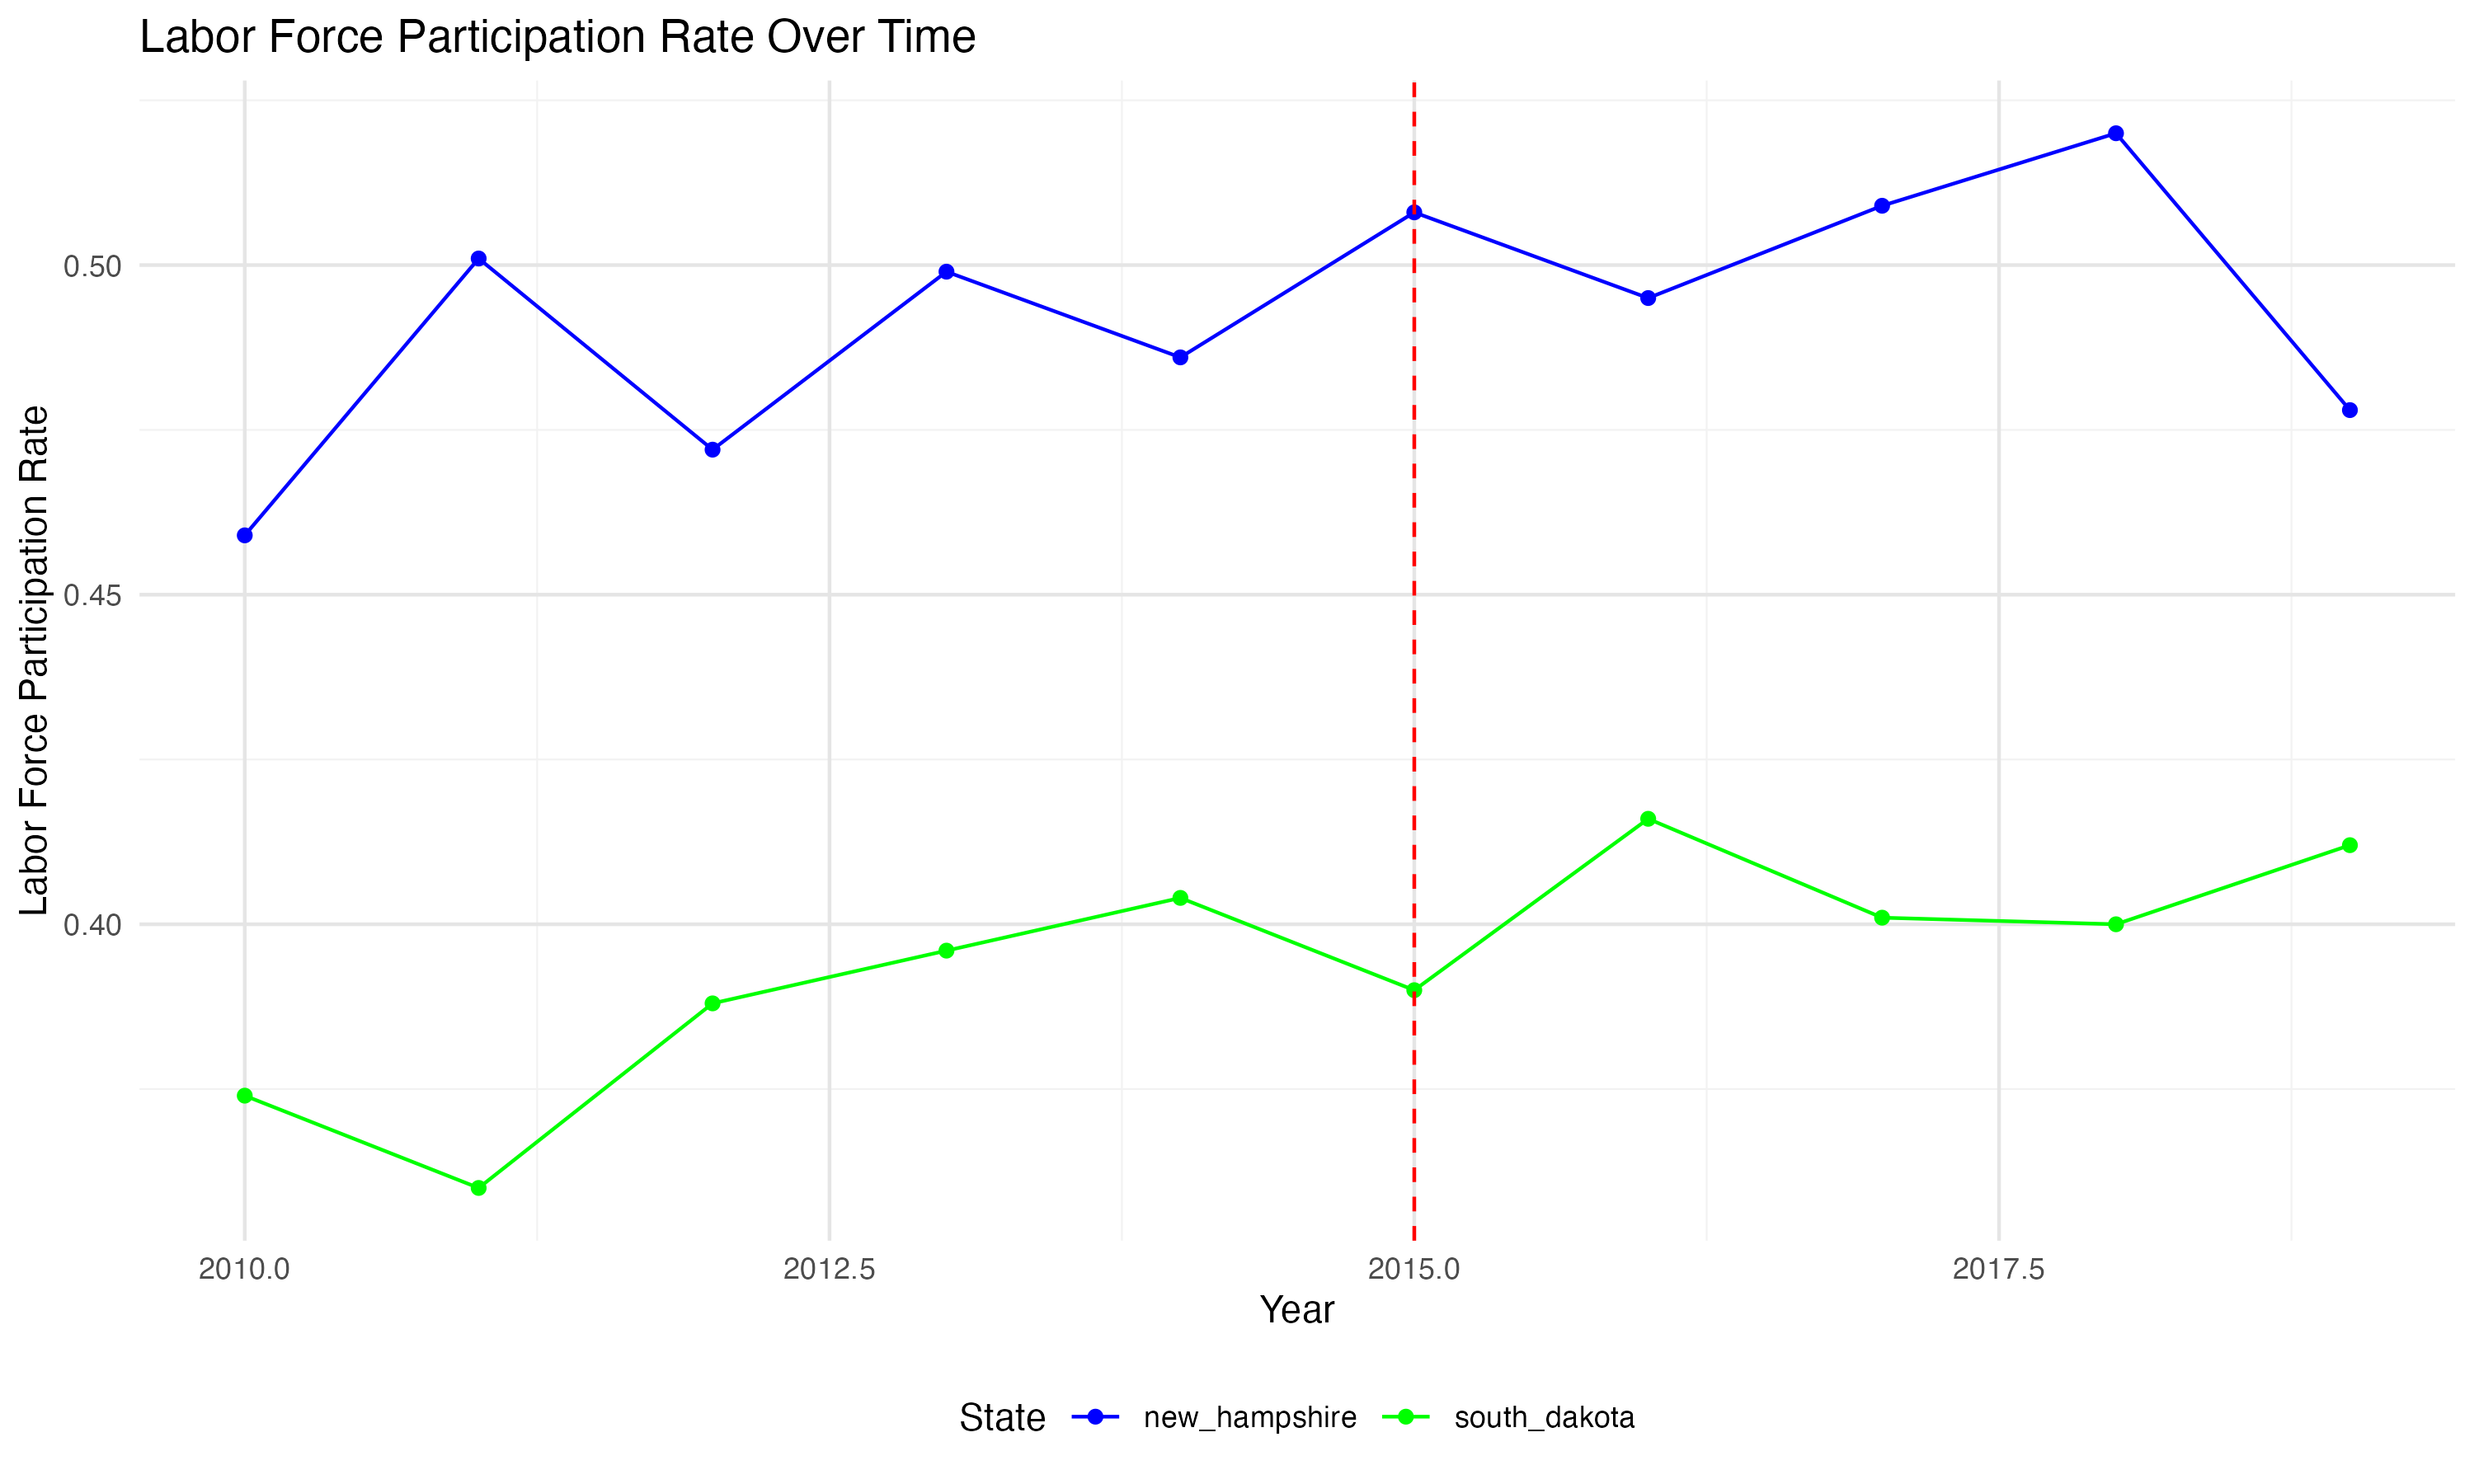 Labor Force Participation Rate Over Time
Labor Force Participation Rate
0.50
0.45
0.40
2010.0 2012.5 2015.0 2017.5
Year
State new_hampshire south_dakota